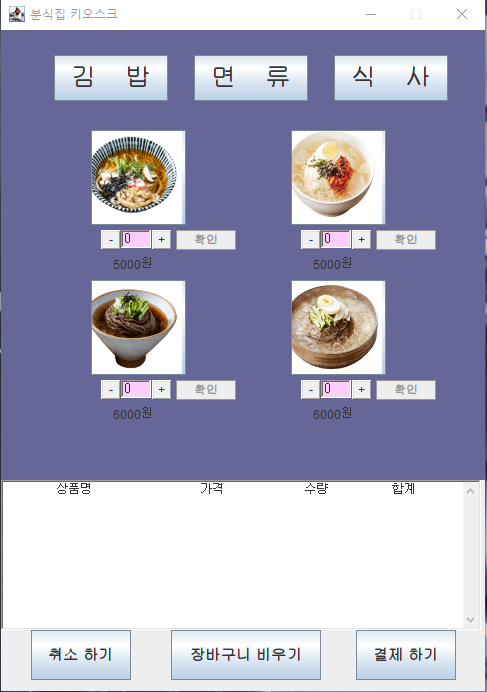 분식집 키오스크
김 밥 면 류 식 사
- 0 + 확인 - 0 + 확인
5000원 5000원
- 0 + 확인 - 0 + 확인
6000원 6000원
상품명 가격 수량 합계
취소 하기 장바구니 비우기 결제 하기